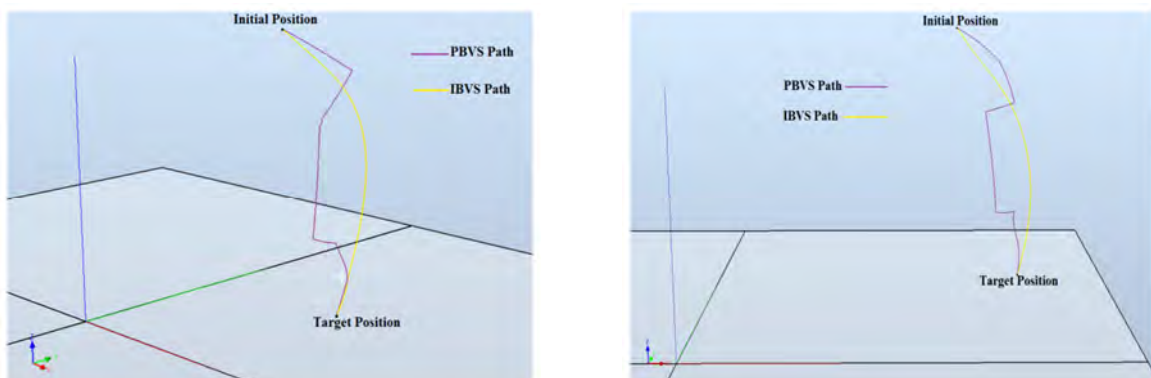 Initial Position
PBVS Path
IBVS Path
Target Position
Initial Position
PBVS Path
IBVS Path
Target Position